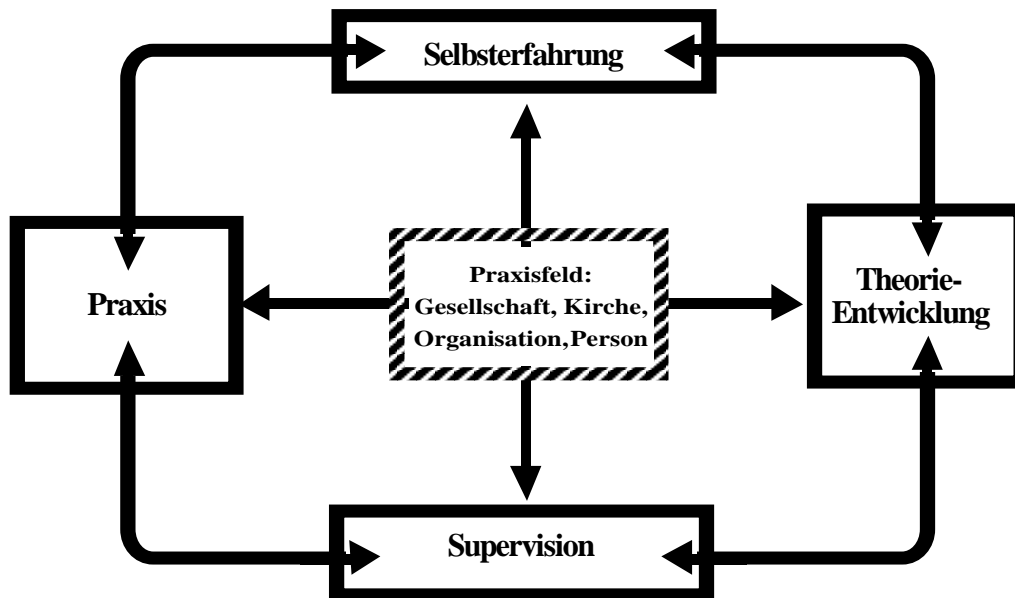 Selbsterfahrung
Praxis
Praxisfeld:
Gesellschaft, Kirche,
Organisation,Person
Theorie-
Entwicklung
Supervision